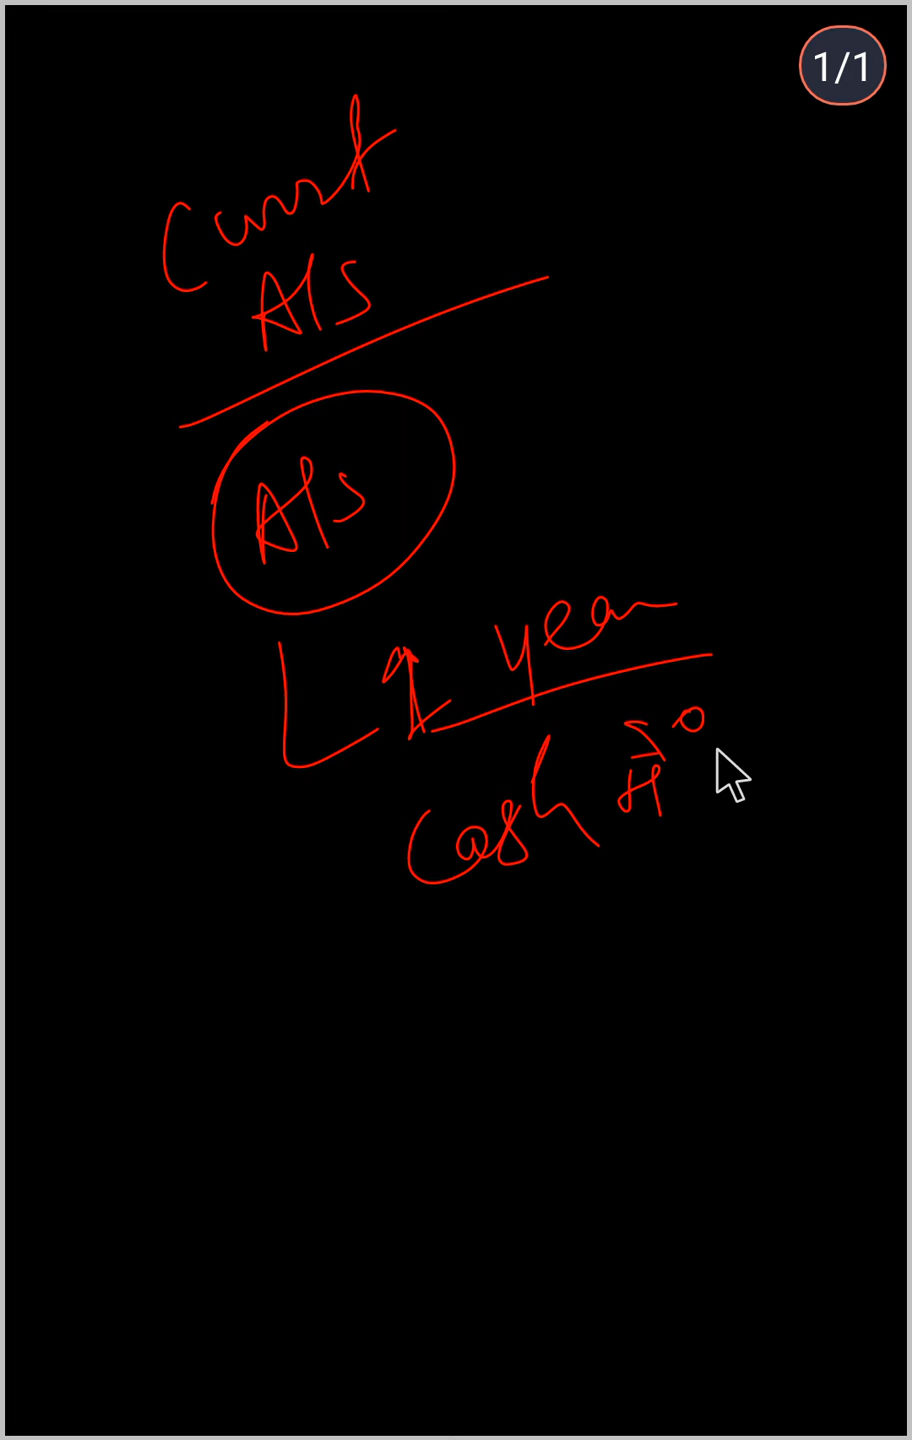 1/1
Current
A/s
A/s
1 year
Cash में